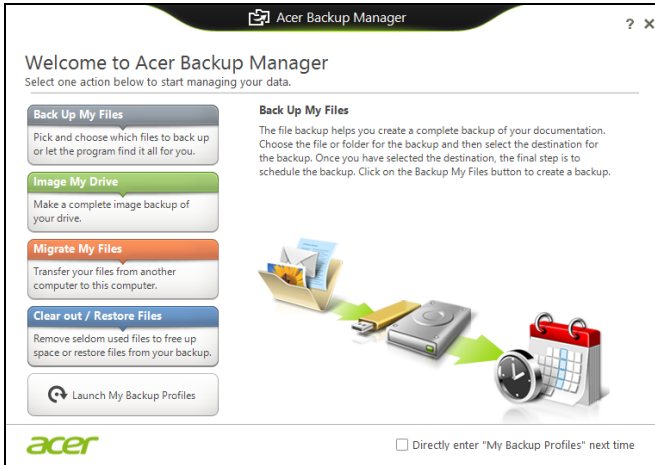 Acer Backup Manager
? X
Welcome to Acer Backup Manager
Select one action below to start managing your data.
Back Up My Files
Pick and choose which files to back up
or let the program find it all for you.
Image My Drive
Make a complete image backup of
your drive.
Migrate My Files
Transfer your files from another
computer to this computer.
Clear out / Restore Files
Remove seldom used files to free up
space or restore files from your backup.
Launch My Backup Profiles
Back Up My Files
The file backup helps you create a complete backup of your documentation.
Choose the file or folder for the backup and then select the destination for
the backup. Once you have selected the destination, the final step is to
schedule the backup. Click on the Backup My Files button to create a backup.
acer
Directly enter "My Backup Profiles" next time